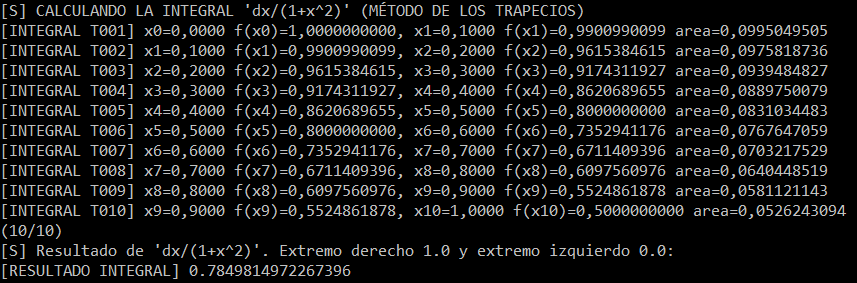 [S] CALCULANDO LA INTEGRAL 'dx/(1+x^2)' (MÉTODO DE LOS TRAPECIOS)
[INTEGRAL T001] x0=0,0000 f(x0)=1,0000000000, x1=0,1000 f(x1)=0,9900990099 area=0,0995049505
[INTEGRAL T002] x1=0,1000 f(x1)=0,9900990099, x2=0,2000 f(x2)=0,9615384615 area=0,0975818736
[INTEGRAL T003] x2=0,2000 f(x2)=0,9615384615, x3=0,3000 f(x3)=0,9174311927 area=0,0939484827
[INTEGRAL T004] x3=0,3000 f(x3)=0,9174311927, x4=0,4000 f(x4)=0,8620689655 area=0,0889750079
[INTEGRAL T005] x4=0,4000 f(x4)=0,8620689655, x5=0,5000 f(x5)=0,8000000000 area=0,0831034483
[INTEGRAL T006] x5=0,5000 f(x5)=0,8000000000, x6=0,6000 f(x6)=0,7352941176 area=0,0767647059
[INTEGRAL T007] x6=0,6000 f(x6)=0,7352941176, x7=0,7000 f(x7)=0,6711409396 area=0,0703217529
[INTEGRAL T008] x7=0,7000 f(x7)=0,6711409396, x8=0,8000 f(x8)=0,6097560976 area=0,0640448519
[INTEGRAL T009] x8=0,8000 f(x8)=0,6097560976, x9=0,9000 f(x9)=0,5524861878 area=0,0581121143
[INTEGRAL T010] x9=0,9000 f(x9)=0,5524861878, x10=1,0000 f(x10)=0,5000000000 area=0,0526243094
(10/10)
[S] Resultado de 'dx/(1+x^2)'. Extremo derecho 1.0 y extremo izquierdo 0.0:
[RESULTADO INTEGRAL] 0.7849814972267396